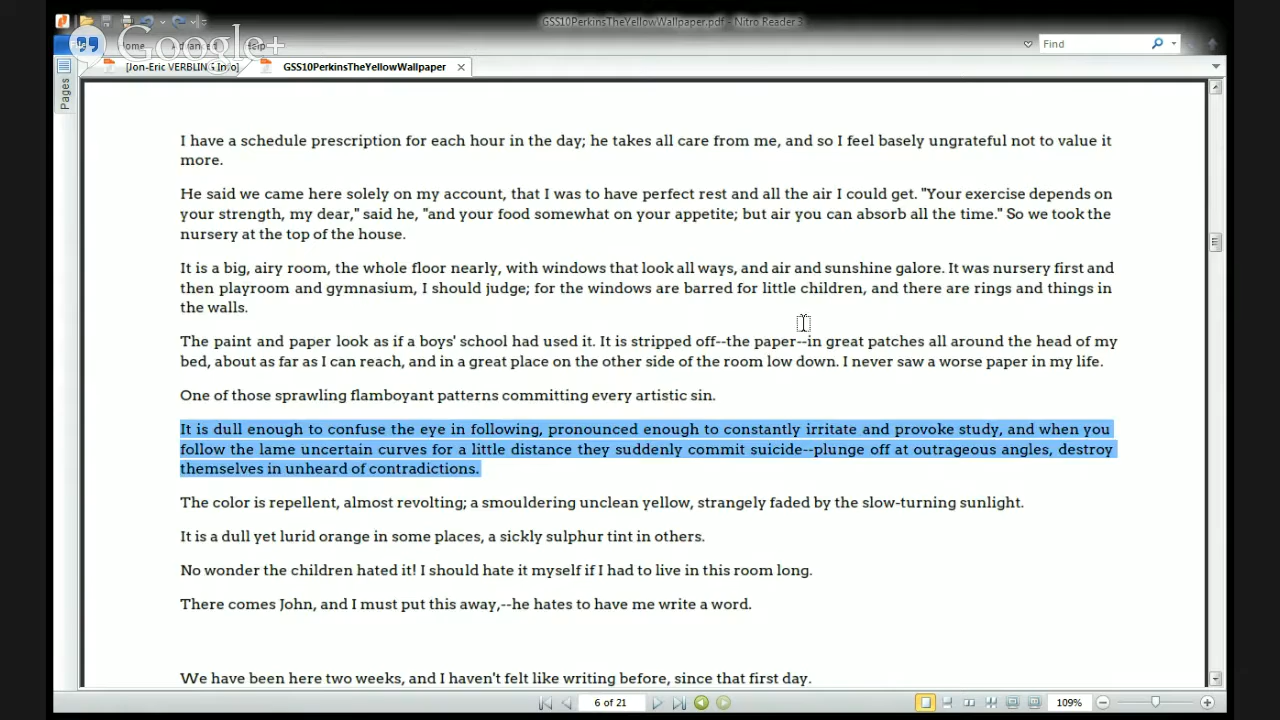 GSS10PerkinsTheYellowWallpaper.pdf - Nitro Reader 3
Google+
Home Advanced Help
Find
[Jon-Eric VERBLING Info]
GSS10PerkinsTheYellowWallpaper
Pages
I have a schedule prescription for each hour in the day; he takes all care from me, and so I feel basely ungrateful not to value it
more.
He said we came here solely on my account, that I was to have perfect rest and all the air I could get. "Your exercise depends on
your strength, my dear," said he, "and your food somewhat on your appetite; but air you can absorb all the time." So we took the
nursery at the top of the house.
It is a big, airy room, the whole floor nearly, with windows that look all ways, and air and sunshine galore. It was nursery first and
then playroom and gymnasium, I should judge; for the windows are barred for little children, and there are rings and things in
the walls.
The paint and paper look as if a boys' school had used it. It is stripped off--the paper--in great patches all around the head of my
bed, about as far as I can reach, and in a great place on the other side of the room low down. I never saw a worse paper in my life.
One of those sprawling flamboyant patterns committing every artistic sin.
It is dull enough to confuse the eye in following, pronounced enough to constantly irritate and provoke study, and when you
follow the lame uncertain curves for a little distance they suddenly commit suicide--plunge off at outrageous angles, destroy
themselves in unheard of contradictions.
The color is repellent, almost revolting; a smouldering unclean yellow, strangely faded by the slow-turning sunlight.
It is a dull yet lurid orange in some places, a sickly sulphur tint in others.
No wonder the children hated it! I should hate it myself if I had to live in this room long.
There comes John, and I must put this away,--he hates to have me write a word.
We have been here two weeks, and I haven't felt like writing before, since that first day.
6 of 21
109%